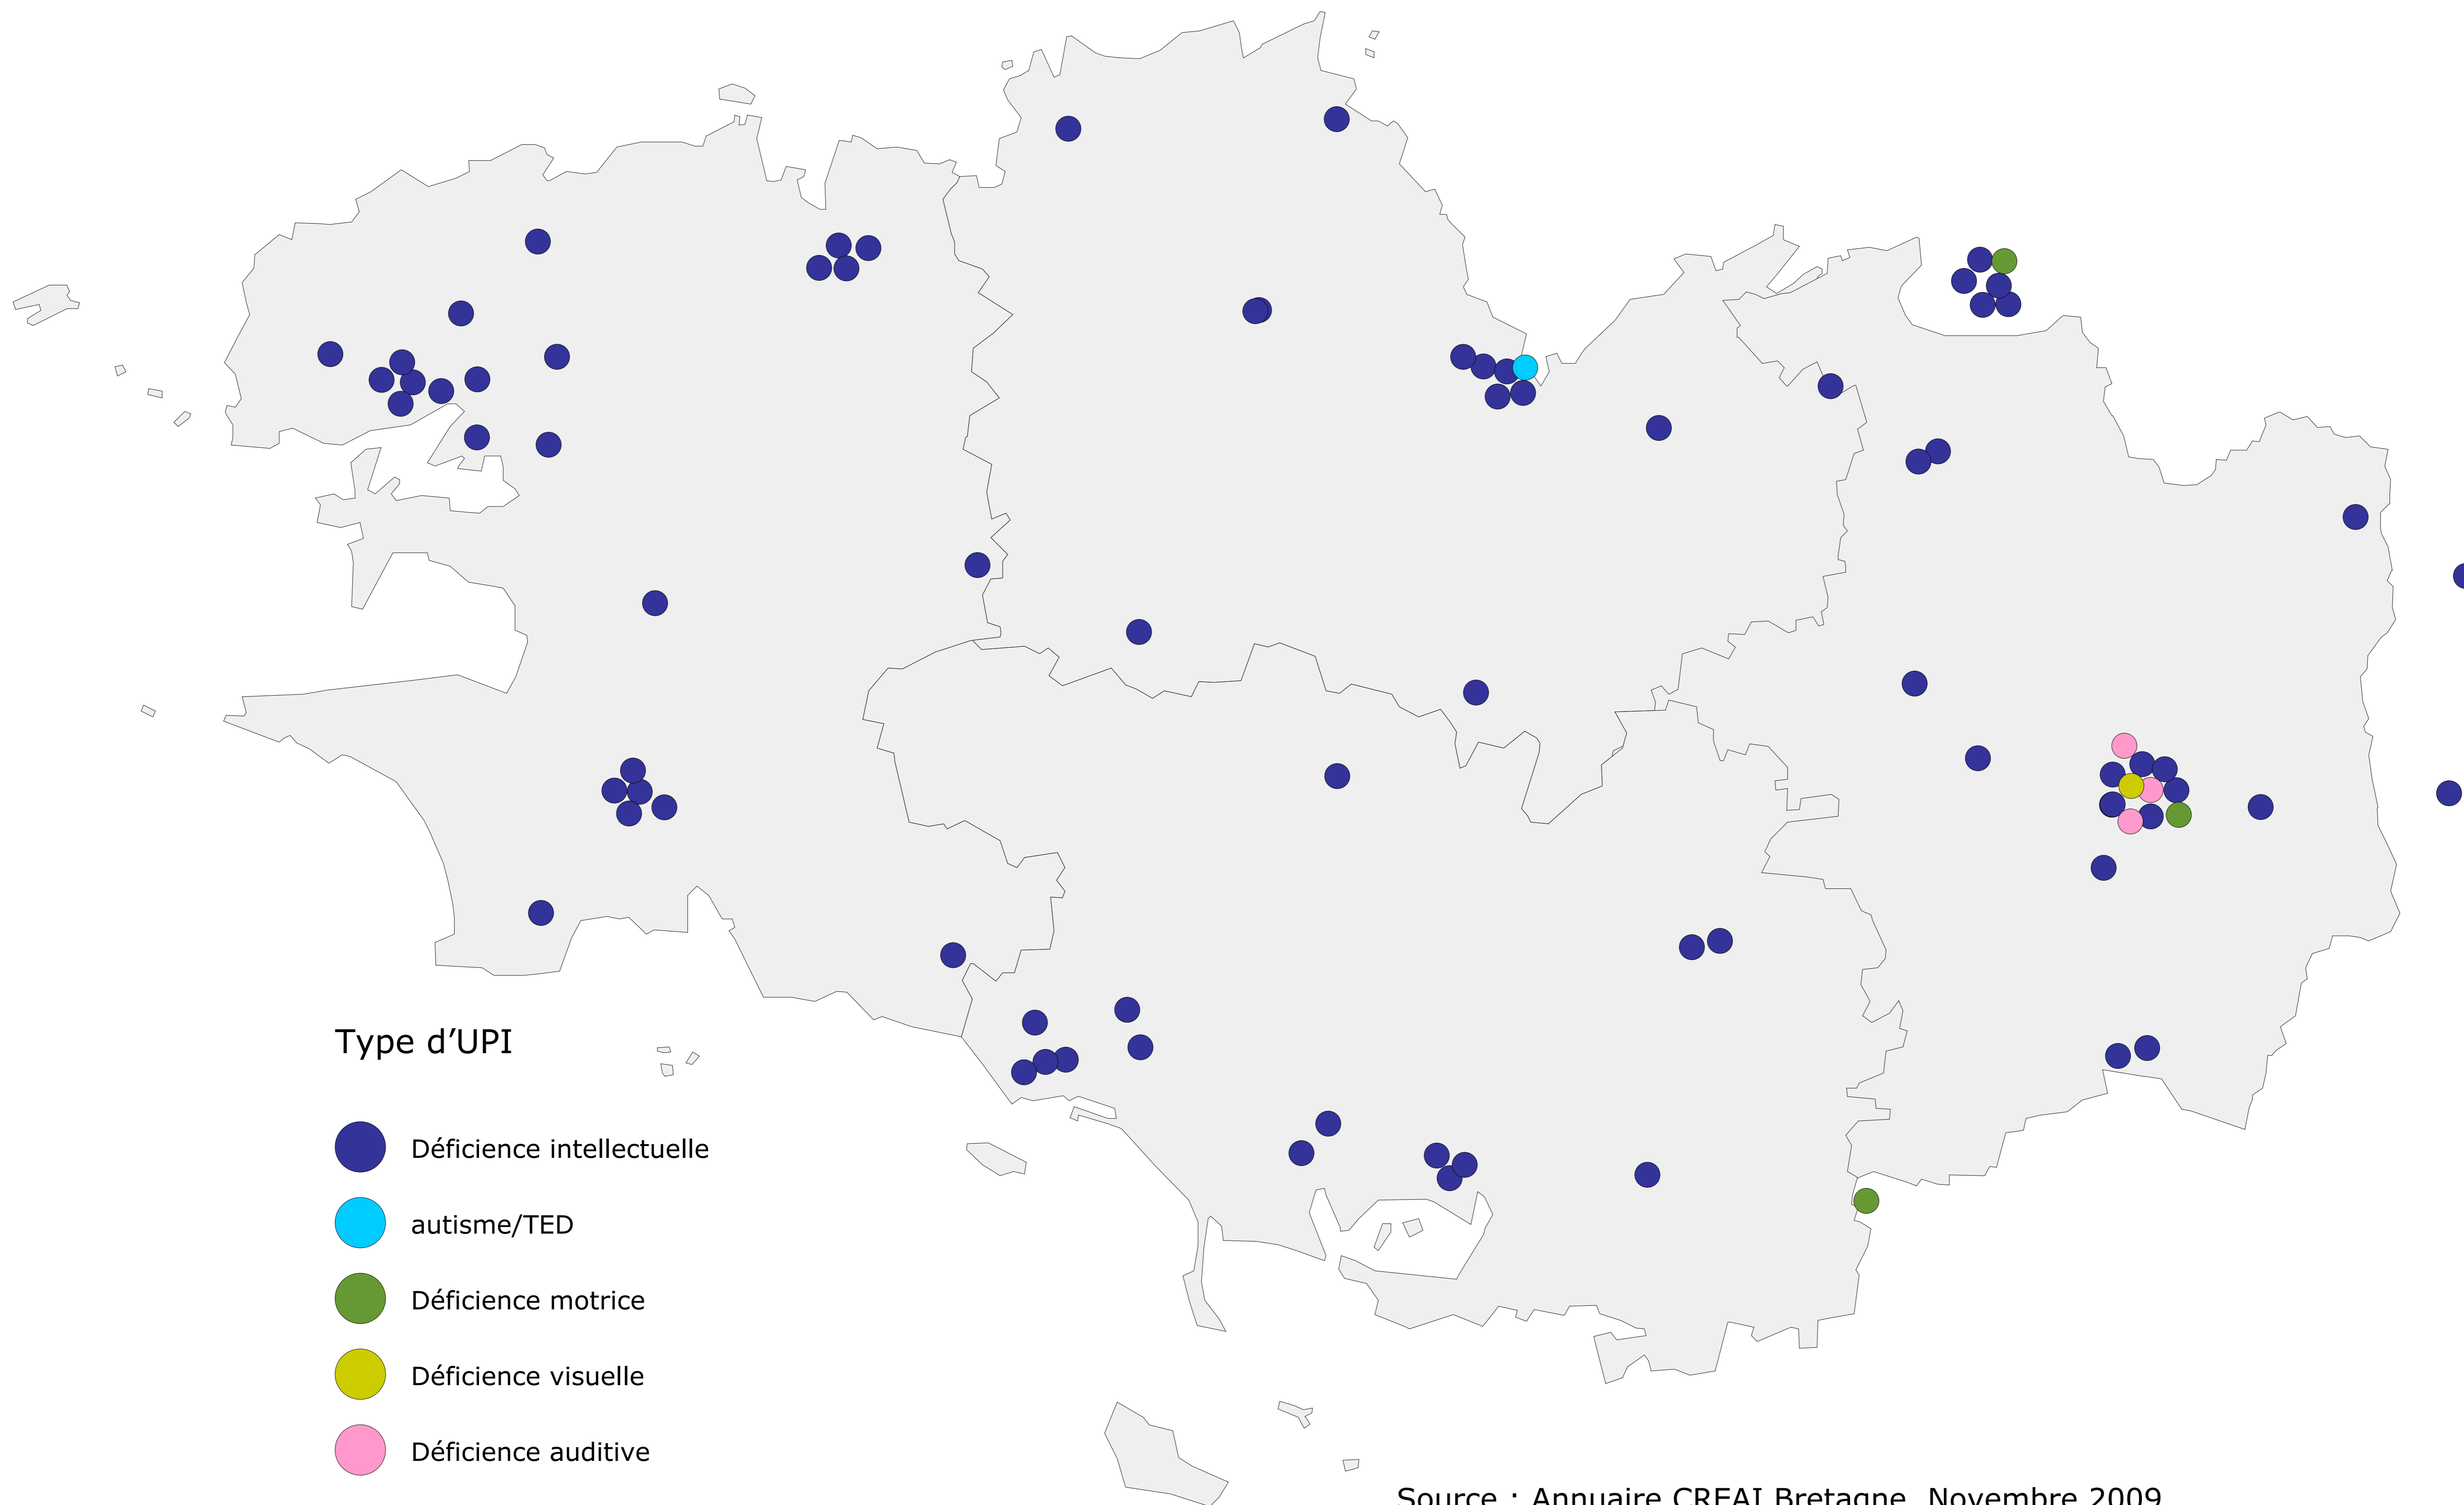 Type d’UPI
Déficience intellectuelle
autisme/TED
Déficience motrice
Déficience visuelle
Déficience auditive
Source : Annuaire CREAI Bretagne, Novembre 2009